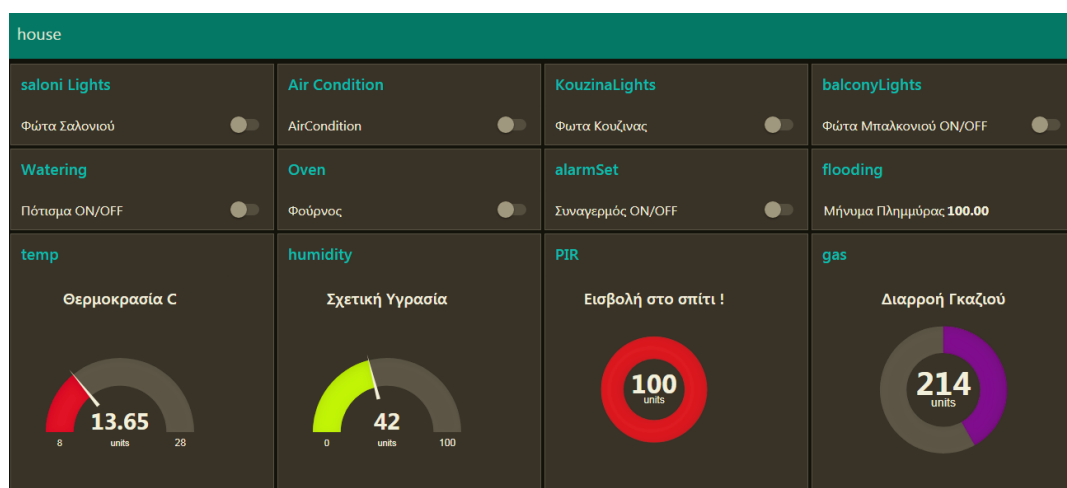 house
saloni Lights
Φώτα Σαλονιού
Air Condition
AirCondition
KouzinaLights
Φωτα Κουζινας
balconyLights
Φώτα Μπαλκονιού ON/OFF
Watering
Πότισμα ON/OFF
Oven
Φούρνος
alarmSet
Συναγερμός ON/OFF
flooding
Μήνυμα Πλημμύρας 100.00
temp
Θερμοκρασία C
13.65
8 units 28
humidity
Σχετική Υγρασία
42
0 units 100
PIR
Εισβολή στο σπίτι !
100
units
gas
Διαρροή Γκαζιού
214
units